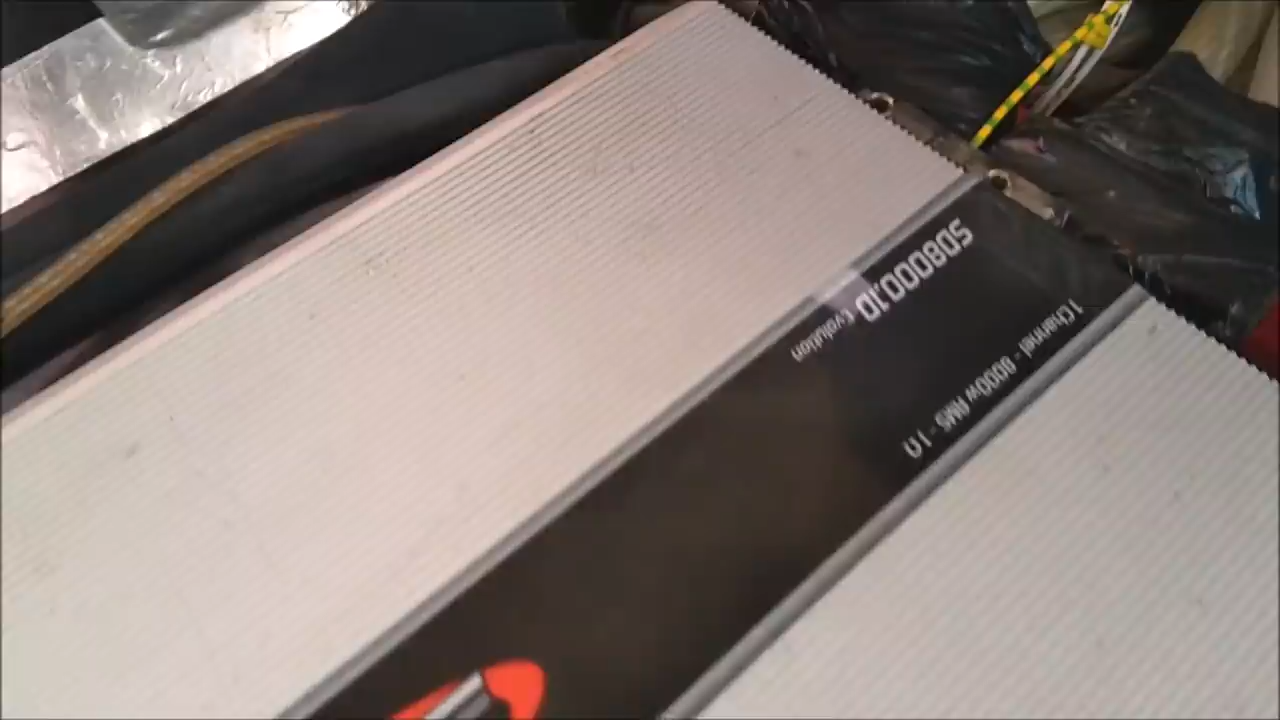 SD8000.1D
Evolution
1 Channel - 8000w RMS - 1Ω